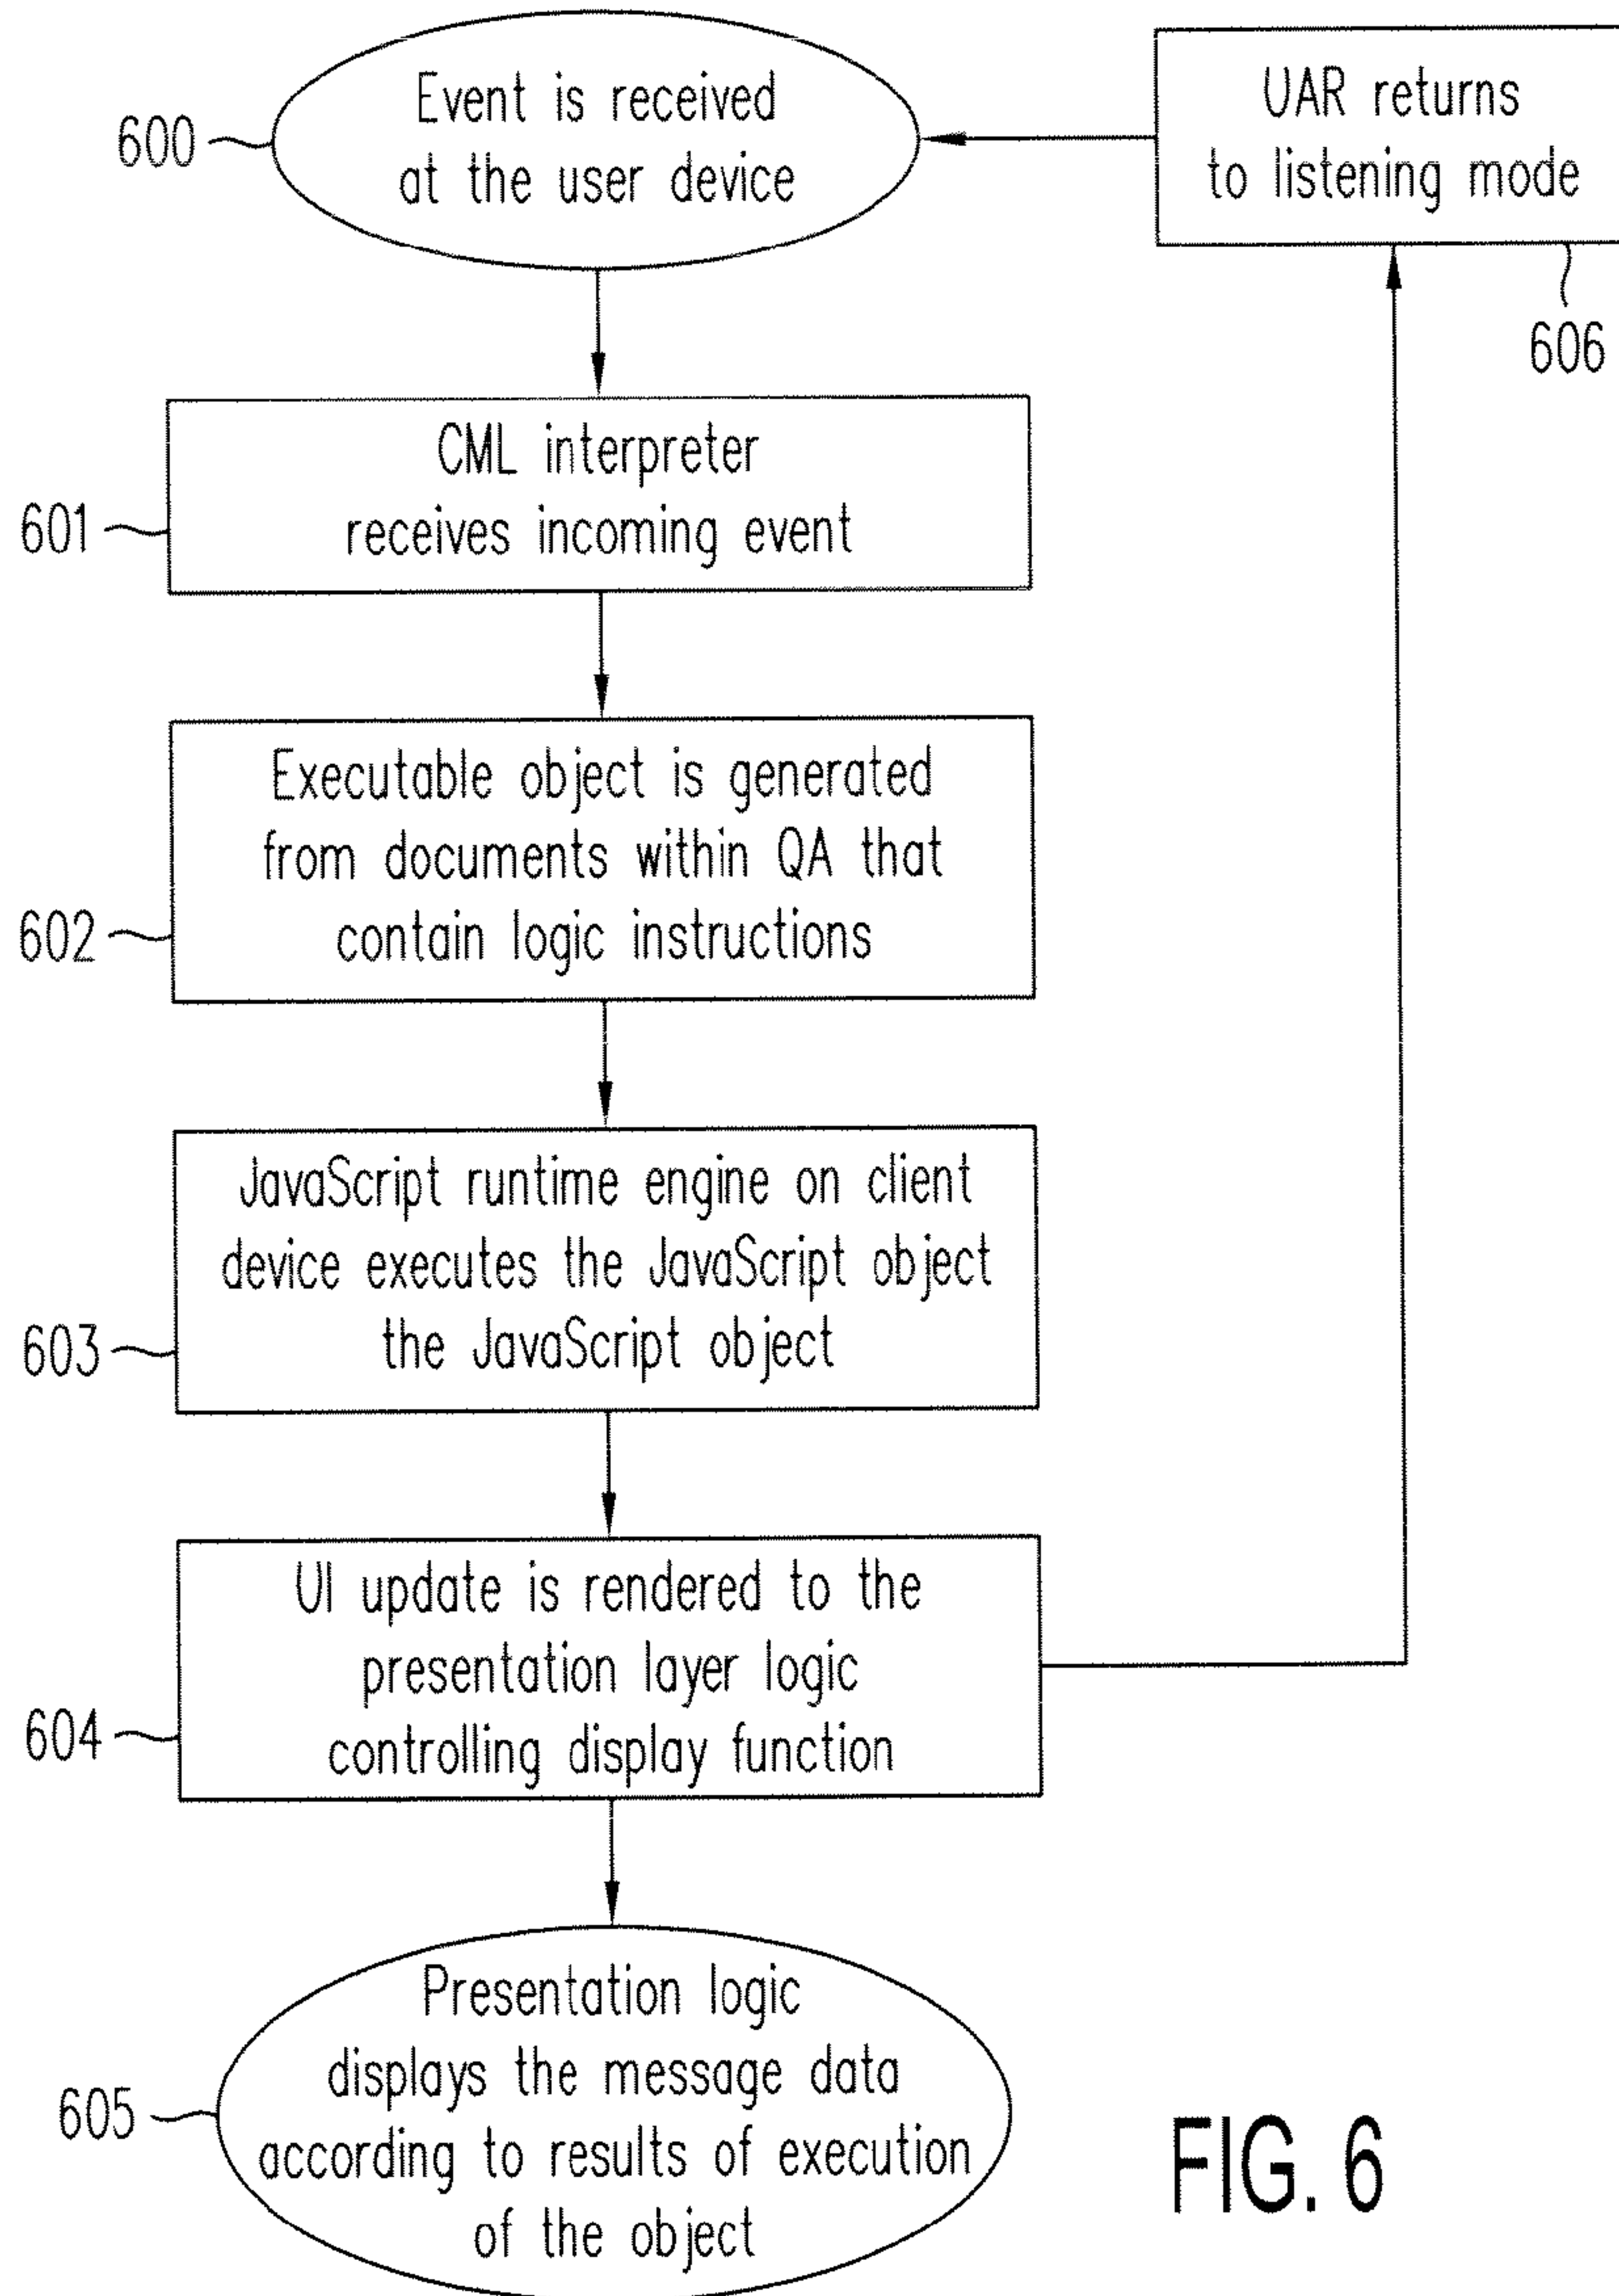 Event is received
at the user device
600
UAR returns
to listening mode
606
CML interpreter
receives incoming event
601
Executable object is generated
from documents within QA that
contain logic instructions
602
JavaScript runtime engine on client
device executes the JavaScript object
the JavaScript object
603
UI update is rendered to the
presentation layer logic
controlling display function
604
Presentation logic
displays the message data
according to results of execution
of the object
605
FIG. 6